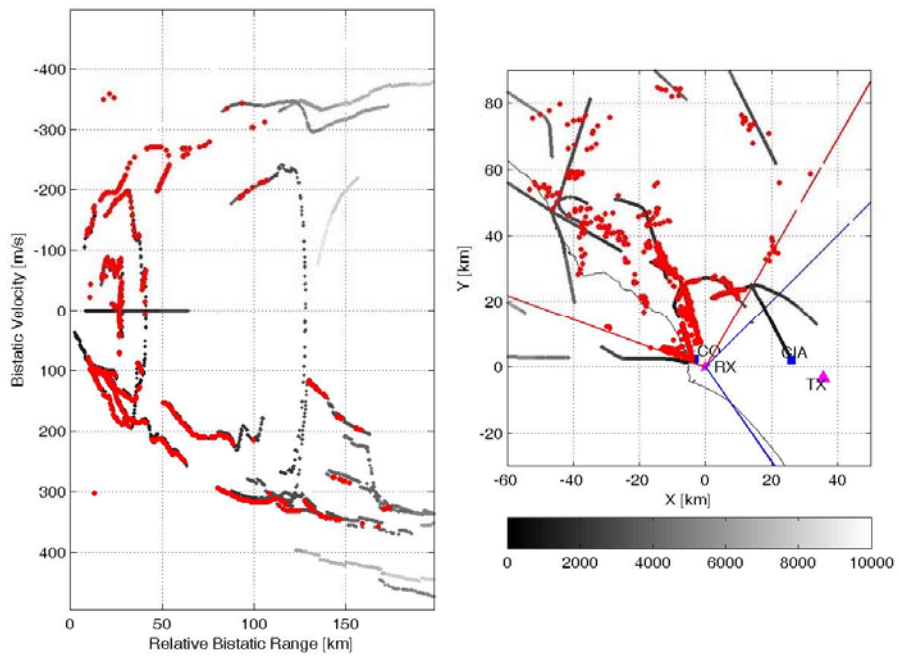 -400
-300
-200
-100
0
100
200
300
400
Bistatic Velocity [m/s]
0 50 100 150
Relative Bistatic Range [km]
80
60
40
20
0
-20
Y [km]
CO
RX
CIA
TX
-60 -40 -20 0 20 40
X [km]
0 2000 4000 6000 8000 10000